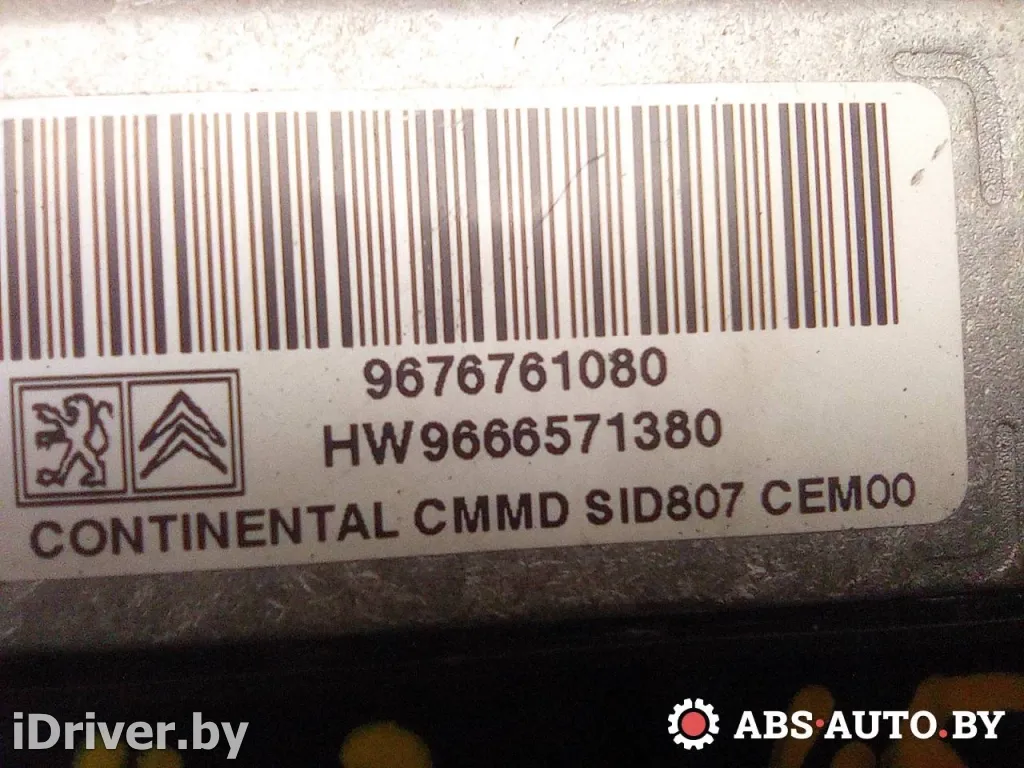 9676761080
HW9666571380
CONTINENTAL CMMD SID807 CEM00
iDriver.by
ABS·AUTO.BY